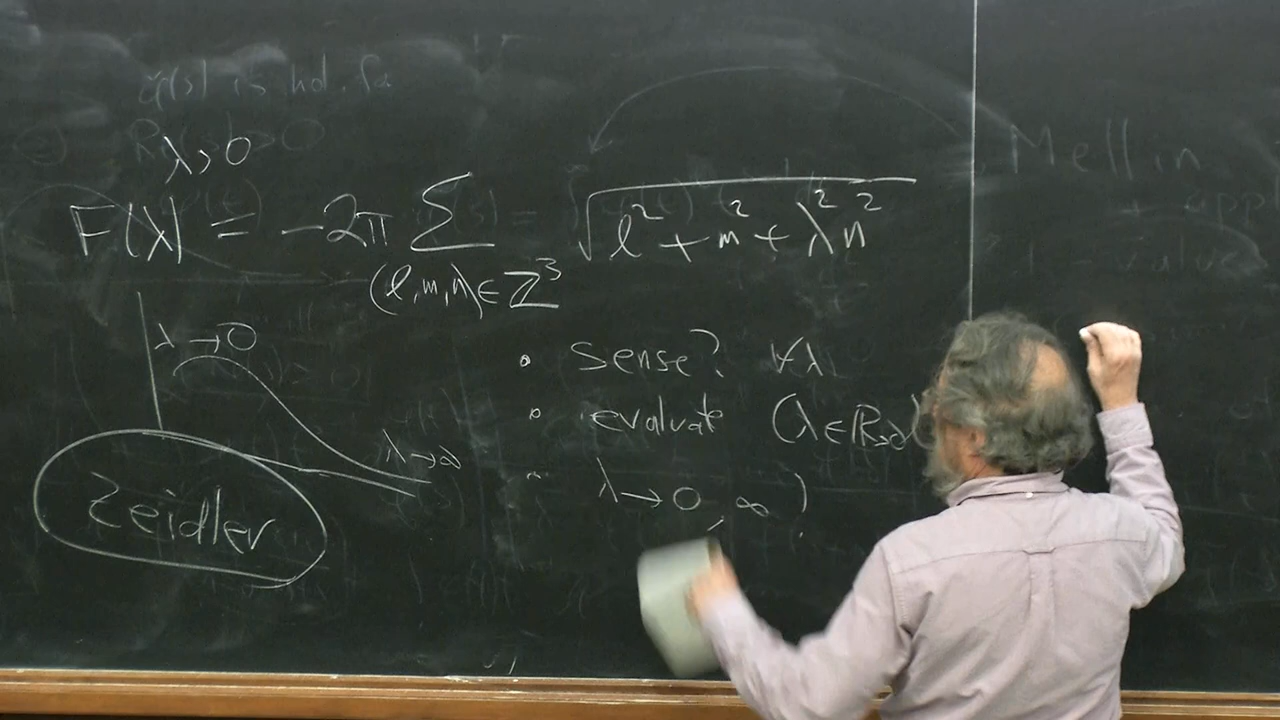 λ > 0
F(λ) = -2π Σ √(l² + m² + λ²n²)
(l, m, n) ∈ ℤ³
λ → 0
• sense? ∀λ
• evaluate (λ ∈ ℝ>0
λ → ∞
• λ → 0, ∞)
Zeidler
Mellin